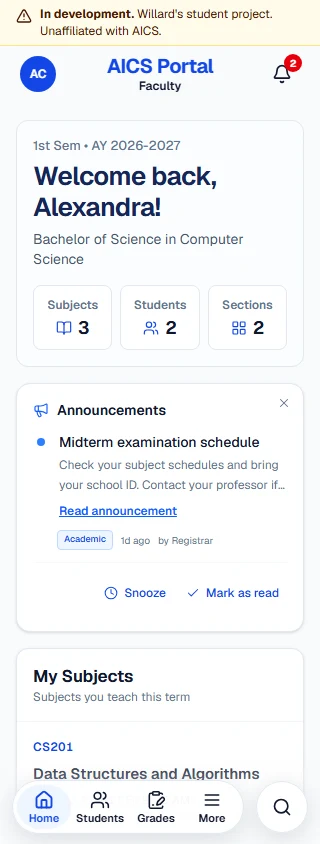 In development. Willard's student project.
Unaffiliated with AICS.
AC
AICS Portal
Faculty
2
1st Sem • AY 2026-2027
Welcome back,
Alexandra!
Bachelor of Science in Computer
Science
Subjects
3
Students
2
Sections
2
Announcements
Midterm examination schedule
Check your subject schedules and bring
your school ID. Contact your professor if…
Read announcement
Academic 1d ago by Registrar
Snooze Mark as read
My Subjects
Subjects you teach this term
CS201
Data Structures and Algorithms
Home Students Grades More